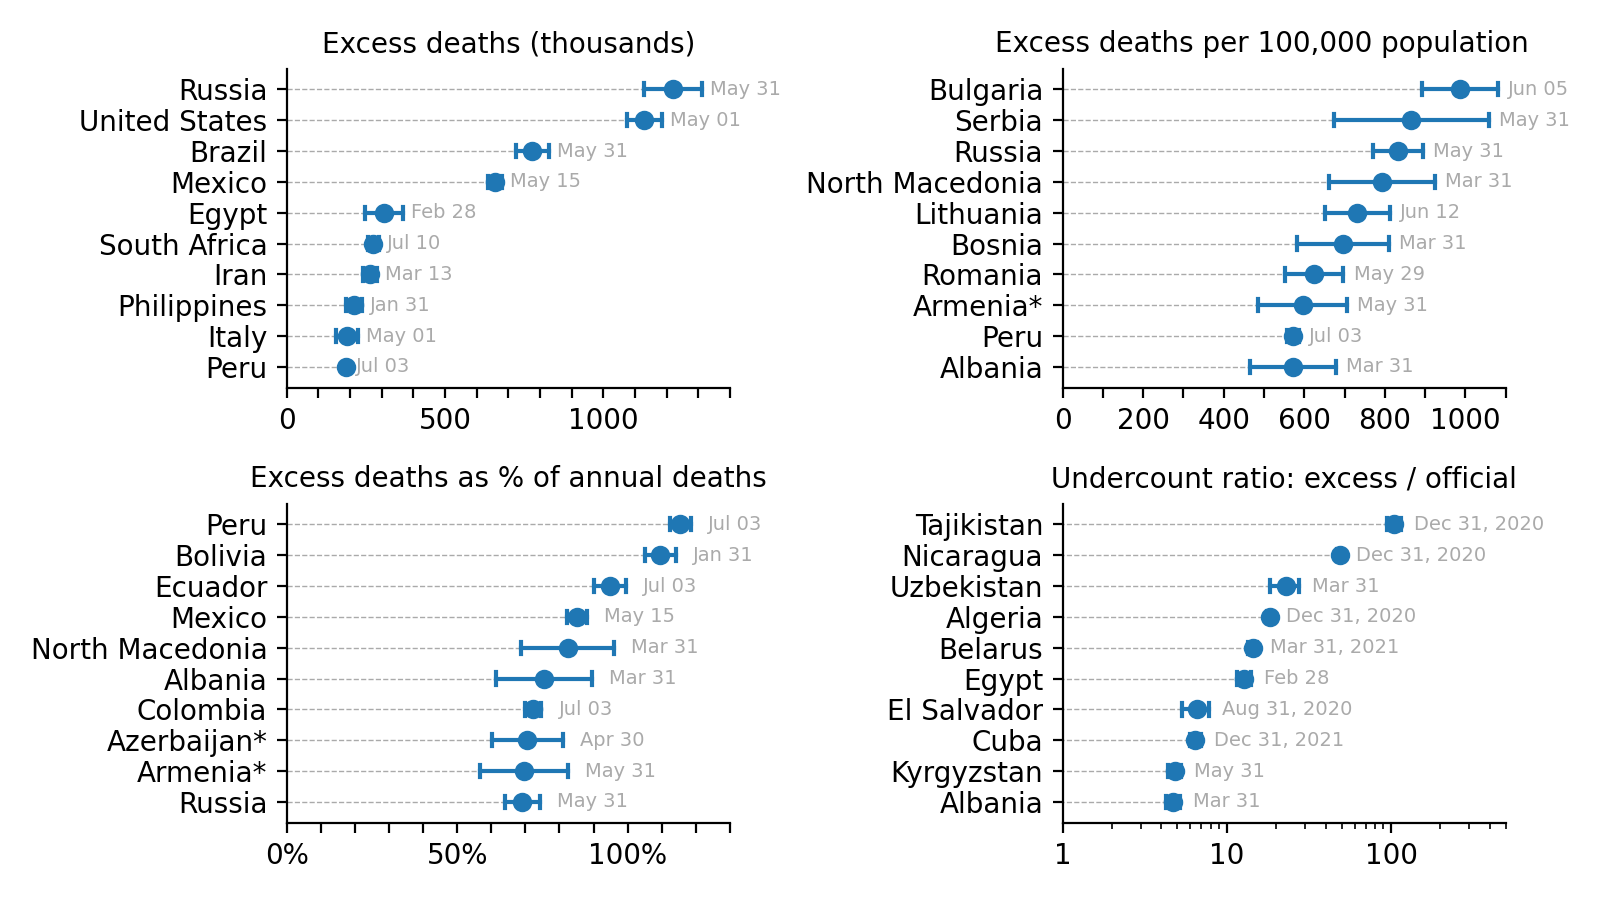 Excess deaths (thousands)
Russia May 31
United States May 01
Brazil May 31
Mexico May 15
Egypt Feb 28
South Africa Jul 10
Iran Mar 13
Philippines Jan 31
Italy May 01
Peru Jul 03
0 500 1000
Excess deaths per 100,000 population
Bulgaria Jun 05
Serbia May 31
Russia May 31
North Macedonia Mar 31
Lithuania Jun 12
Bosnia Mar 31
Romania May 29
Armenia* May 31
Peru Jul 03
Albania Mar 31
0 200 400 600 800 1000
Excess deaths as % of annual deaths
Peru Jul 03
Bolivia Jan 31
Ecuador Jul 03
Mexico May 15
North Macedonia Mar 31
Albania Mar 31
Colombia Jul 03
Azerbaijan* Apr 30
Armenia* May 31
Russia May 31
0% 50% 100%
Undercount ratio: excess / official
Tajikistan Dec 31, 2020
Nicaragua Dec 31, 2020
Uzbekistan Mar 31
Algeria Dec 31, 2020
Belarus Mar 31, 2021
Egypt Feb 28
El Salvador Aug 31, 2020
Cuba Dec 31, 2021
Kyrgyzstan May 31
Albania Mar 31
1 10 100